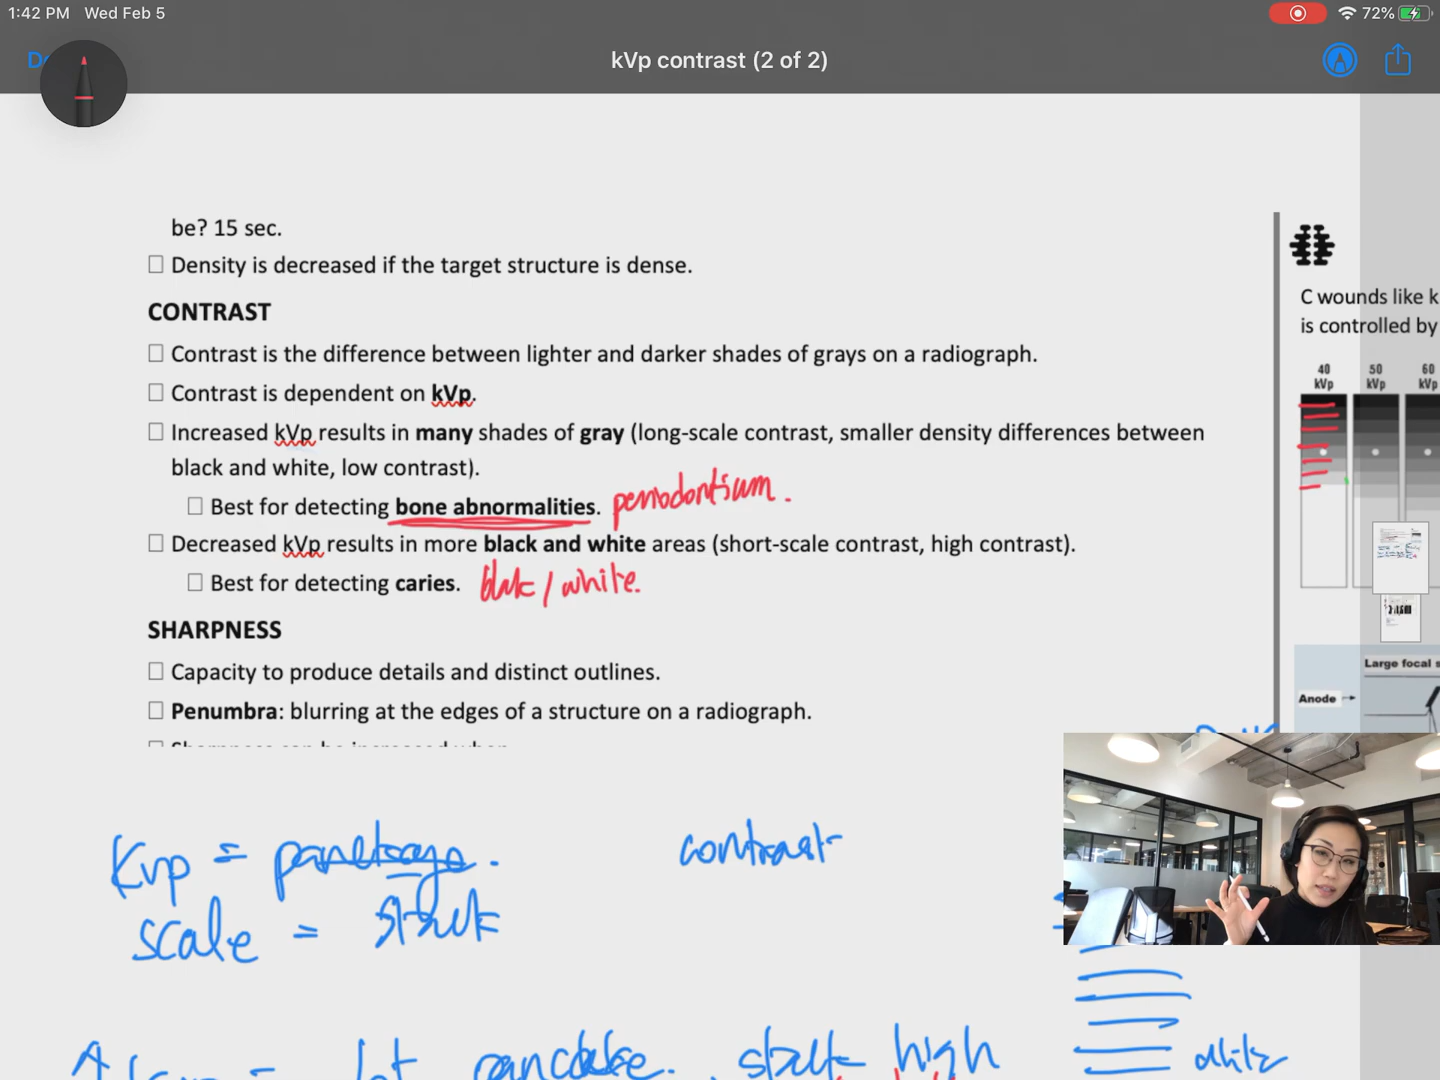 1:42 PM Wed Feb 5
72%
kVp contrast (2 of 2)
be? 15 sec.
Density is decreased if the target structure is dense.
CONTRAST
Contrast is the difference between lighter and darker shades of grays on a radiograph.
Contrast is dependent on kVp.
Increased kVp results in many shades of gray (long-scale contrast, smaller density differences between
black and white, low contrast).
Best for detecting bone abnormalities. periodontium.
Decreased kVp results in more black and white areas (short-scale contrast, high contrast).
Best for detecting caries. / white.
SHARPNESS
Capacity to produce details and distinct outlines.
Penumbra: blurring at the edges of a structure on a radiograph.
C wounds like k
is controlled by
40 50 60
kVp kVp kVp
Large focal s
Anode
Kvp =
contrast
scale = stack
high